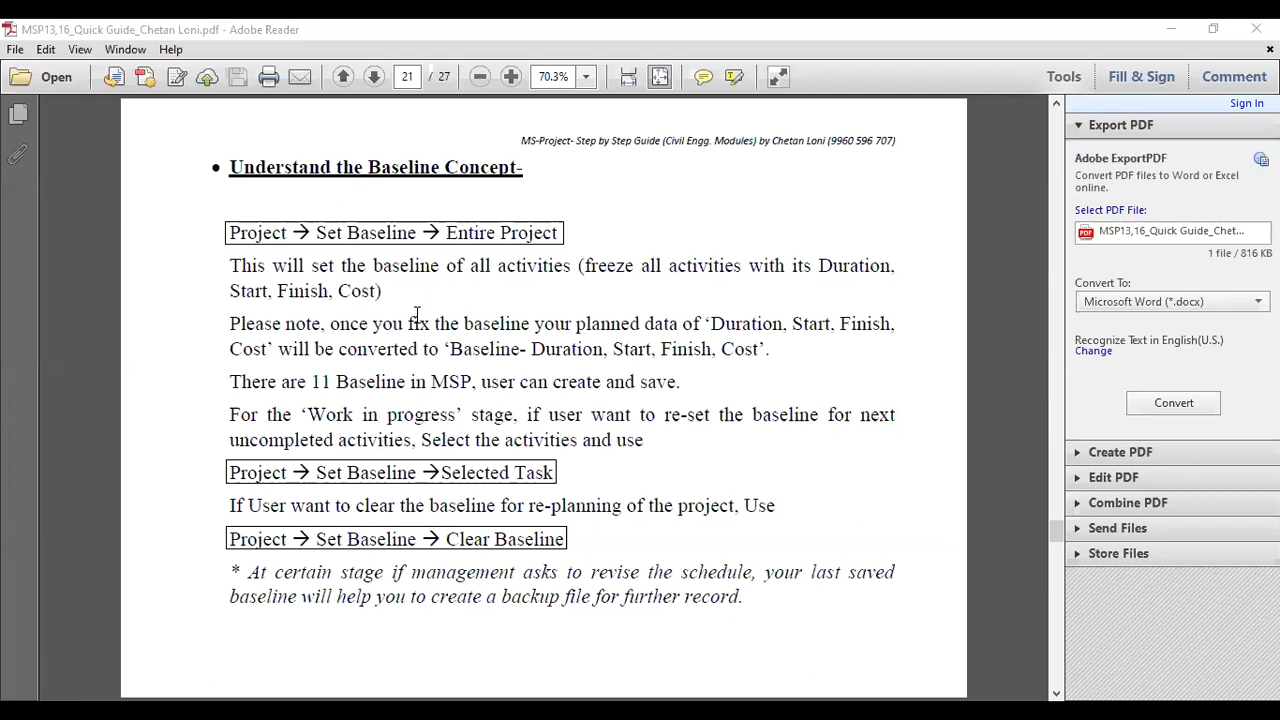 MSP13,16_Quick Guide_Chetan Loni.pdf - Adobe Reader
File Edit View Window Help
Open 21 / 27 70.3% Tools Fill & Sign Comment
Sign In
MS-Project- Step by Step Guide (Civil Engg. Modules) by Chetan Loni (9960 596 707)
• Understand the Baseline Concept-
Project → Set Baseline → Entire Project
This will set the baseline of all activities (freeze all activities with its Duration,
Start, Finish, Cost)
Please note, once you fix the baseline your planned data of ‘Duration, Start, Finish,
Cost’ will be converted to ‘Baseline- Duration, Start, Finish, Cost’.
There are 11 Baseline in MSP, user can create and save.
For the ‘Work in progress’ stage, if user want to re-set the baseline for next
uncompleted activities, Select the activities and use
Project → Set Baseline →Selected Task
If User want to clear the baseline for re-planning of the project, Use
Project → Set Baseline → Clear Baseline
* At certain stage if management asks to revise the schedule, your last saved
baseline will help you to create a backup file for further record.
Export PDF
Adobe ExportPDF
Convert PDF files to Word or Excel
online.
Select PDF File:
MSP13,16_Quick Guide_Chet...
1 file / 816 KB
Convert To:
Microsoft Word (*.docx)
Recognize Text in English(U.S.)
Change
Convert
Create PDF
Edit PDF
Combine PDF
Send Files
Store Files